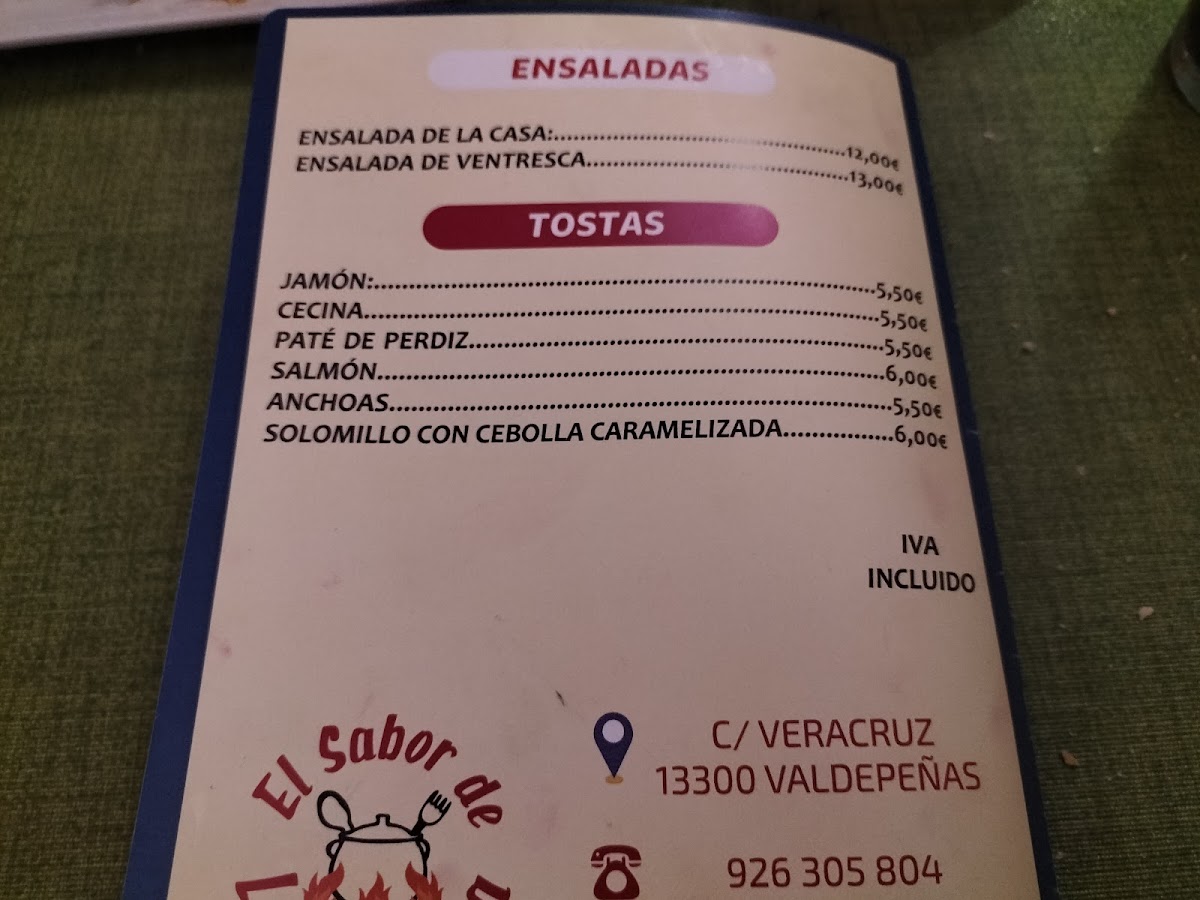 ENSALADAS
ENSALADA DE LA CASA:..........12,00€
ENSALADA DE VENTRESCA..........13,00€
TOSTAS
JAMÓN:..........5,50€
CECINA..........5,50€
PATÉ DE PERDIZ..........5,50€
SALMÓN..........6,00€
ANCHOAS..........5,50€
SOLOMILLO CON CEBOLLA CARAMELIZADA..........6,00€
IVA
INCLUIDO
El Sabor de
C/ VERACRUZ
13300 VALDEPEÑAS
926 305 804